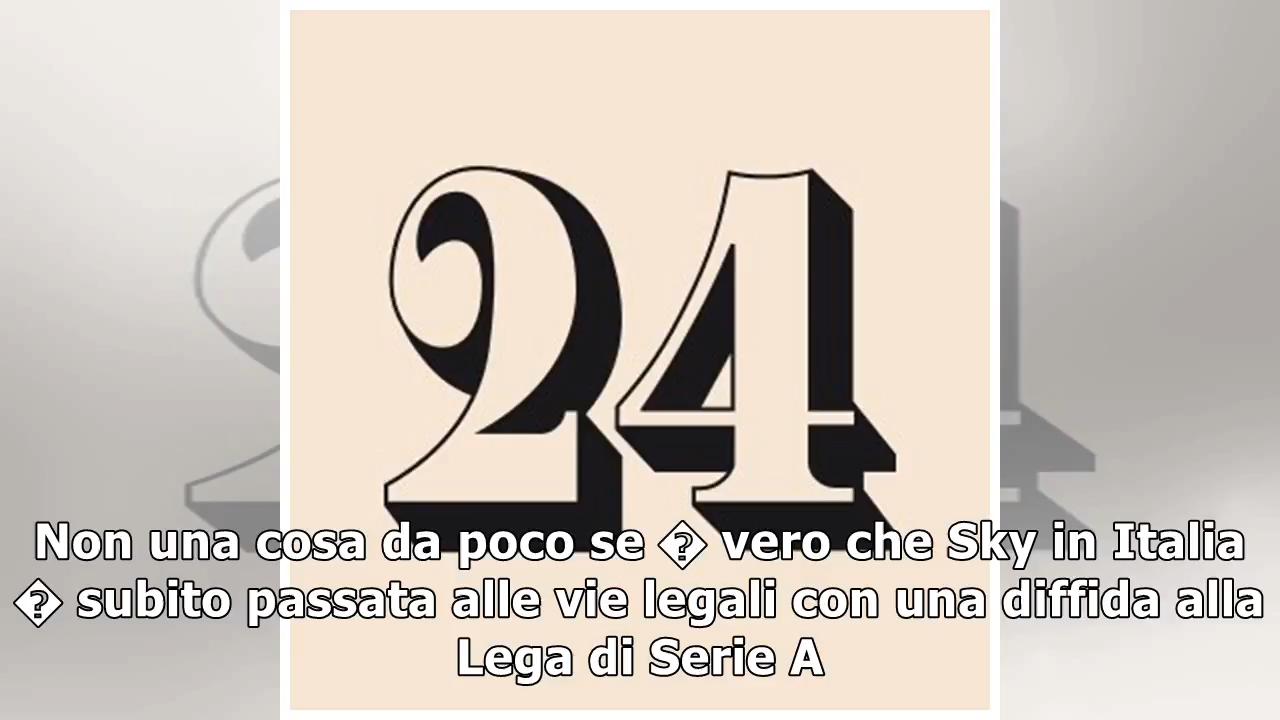 24
Non una cosa da poco se � vero che Sky in Italia
� subito passata alle vie legali con una diffida alla
Lega di Serie A